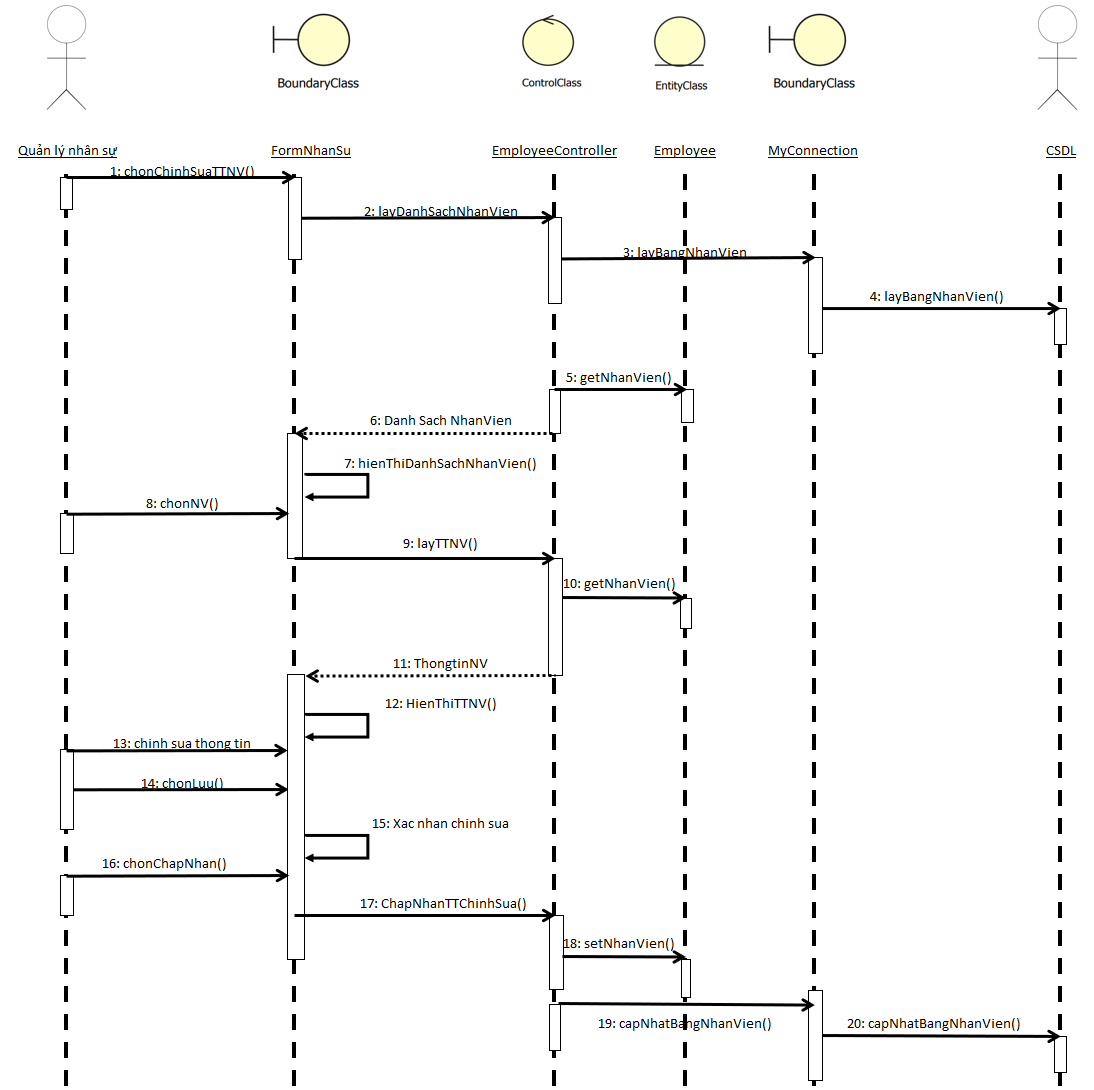 BoundaryClass
ControlClass
EntityClass
BoundaryClass
Quản lý nhân sự
FormNhanSu
EmployeeController
Employee
MyConnection
CSDL
1: chonChinhSuaTTNV()
2: layDanhSachNhanVien
3: layBangNhanVien
4: layBangNhanVien()
5: getNhanVien()
6: Danh Sach NhanVien
7: hienThiDanhSachNhanVien()
8: chonNV()
9: layTTNV()
10: getNhanVien()
11: ThongtinNV
12: HienThiTTNV()
13: chinh sua thong tin
14: chonLuu()
15: Xac nhan chinh sua
16: chonChapNhan()
17: ChapNhanTTChinhSua()
18: setNhanVien()
19: capNhatBangNhanVien()
20: capNhatBangNhanVien()